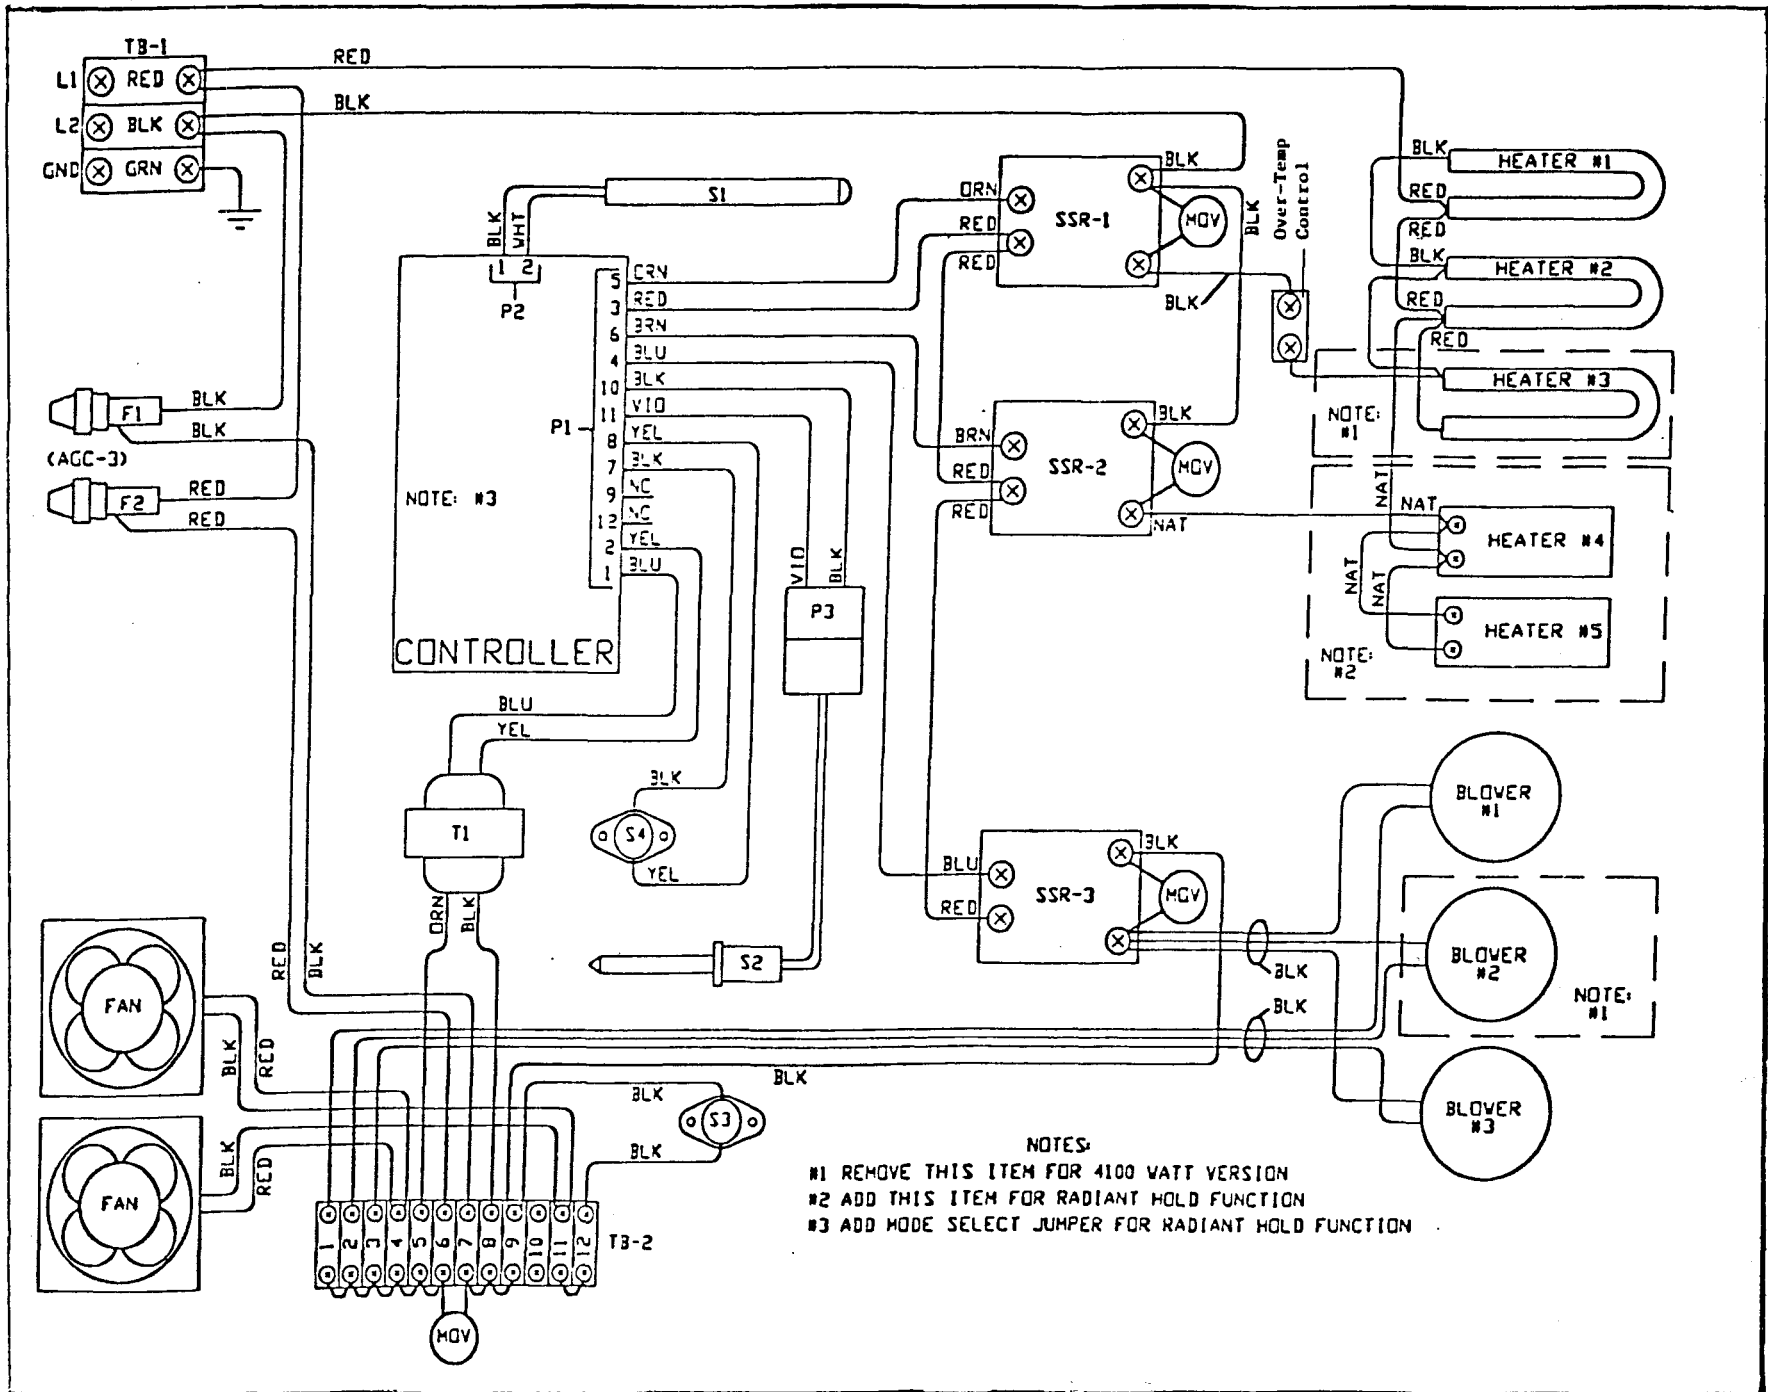 TB-1
L1 RED
L2 BLK
GND GRN
RED
BLK
S1
BLK
WHT
1 2
P2
P1
5 ORN
3 RED
6 BRN
4 BLU
10 BLK
11 VIO
8 YEL
7 BLK
9 NC
12 NC
2 YEL
1 BLU
NOTE: #3
CONTROLLER
F1
BLK
BLK
(AGC-3)
F2
RED
RED
ORN
RED
RED
SSR-1
BLK
MOV
BLK
BLK
Over-Temp
Control
BRN
RED
RED
SSR-2
BLK
MOV
NAT
BLK
HEATER #1
RED
RED
BLK
HEATER #2
RED
RED
HEATER #3
NOTE:
#1
NAT
NAT
HEATER #4
NAT
NAT
HEATER #5
NOTE:
#2
VIO
BLK
P3
BLU
YEL
T1
ORN
BLK
BLK
S4
YEL
S2
BLU
RED
SSR-3
BLK
MOV
BLK
BLK
BLOWER
#1
BLOWER
#2
NOTE:
#1
BLOWER
#3
RED
BLK
FAN
BLK
RED
FAN
BLK
RED
BLK
BLK
S3
BLK
1 2 3 4 5 6 7 8 9 10 11 12
TB-2
MOV
NOTES:
#1 REMOVE THIS ITEM FOR 4100 WATT VERSION
#2 ADD THIS ITEM FOR RADIANT HOLD FUNCTION
#3 ADD MODE SELECT JUMPER FOR RADIANT HOLD FUNCTION